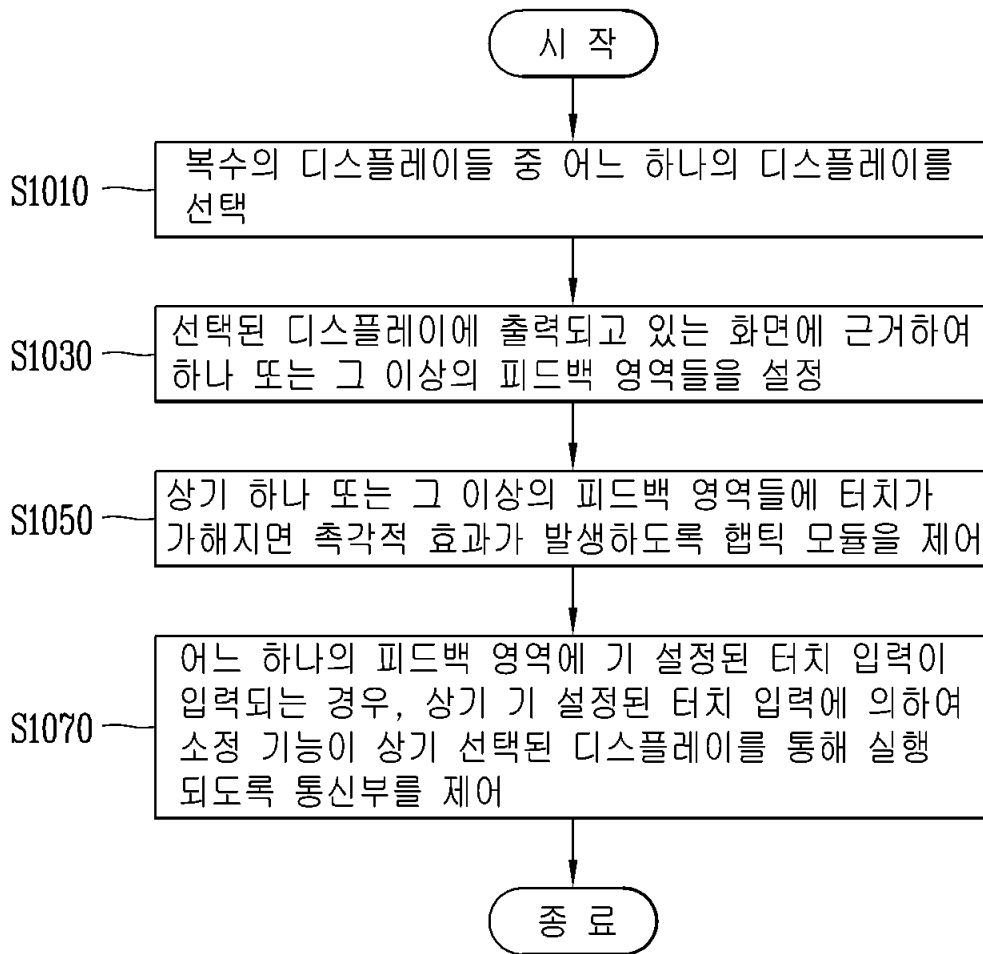 시 작
S1010
복수의 디스플레이들 중 어느 하나의 디스플레이를
선택
S1030
선택된 디스플레이에 출력되고 있는 화면에 근거하여
하나 또는 그 이상의 피드백 영역들을 설정
S1050
상기 하나 또는 그 이상의 피드백 영역들에 터치가
가해지면 촉각적 효과가 발생하도록 햅틱 모듈을 제어
S1070
어느 하나의 피드백 영역에 기 설정된 터치 입력이
입력되는 경우, 상기 기 설정된 터치 입력에 의하여
소정 기능이 상기 선택된 디스플레이를 통해 실행
되도록 통신부를 제어
종 료